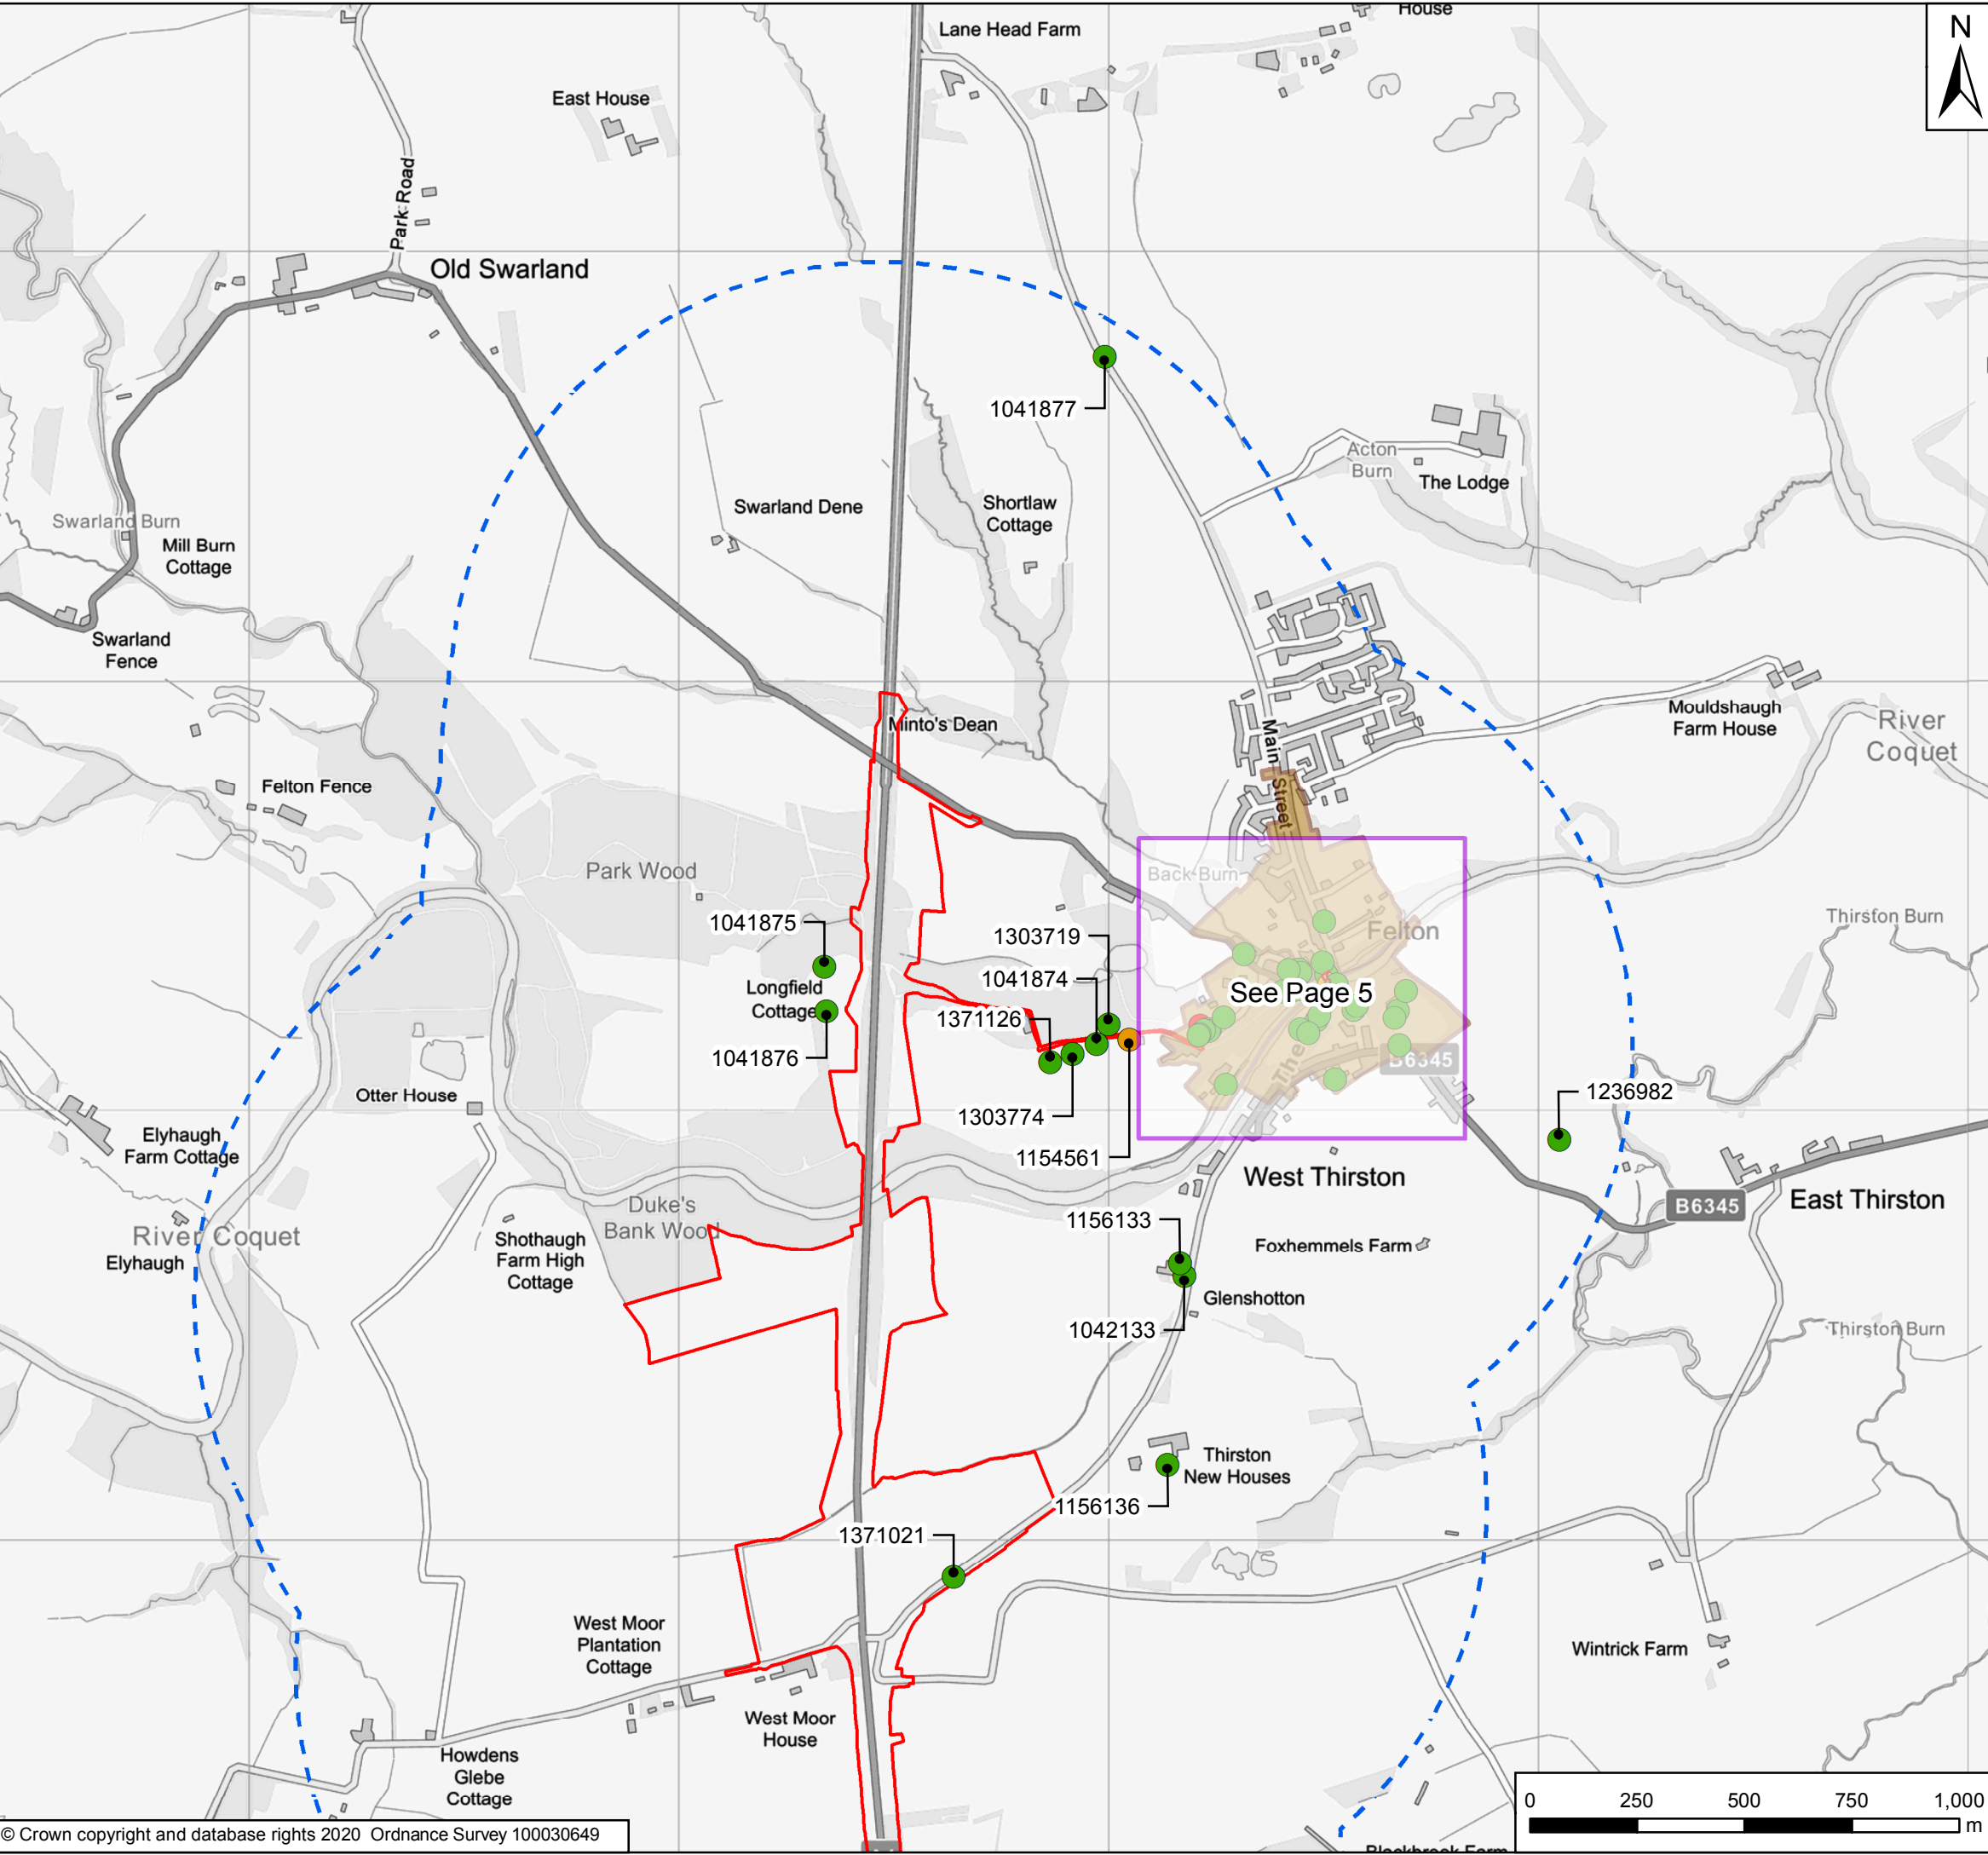 House
Lane Head Farm
N
East House
Park Road
Old Swarland
1041877
Acton
Burn
The Lodge
Swarland Dene
Shortlaw
Cottage
Swarland Burn
Mill Burn
Cottage
Swarland
Fence
Minto's Dean
Main Street
Mouldshaugh
Farm House
River
Coquet
Felton Fence
Park Wood
Back Burn
1041875
1303719
Felton
Thirston Burn
1041874
Longfield
Cottage
See Page 5
1371126
1041876
The
B6345
Otter House
1303774
1236982
Elyhaugh
Farm Cottage
1154561
West Thirston
Duke's
Bank Wood
B6345
East Thirston
1156133
River Coquet
Shothaugh
Farm High
Cottage
Foxhemmels Farm
Elyhaugh
Glenshotton
1042133
Thirston Burn
Thirston
New Houses
1156136
1371021
West Moor
Plantation
Cottage
Wintrick Farm
West Moor
House
Howdens
Glebe
Cottage
0 250 500 750 1,000
m
© Crown copyright and database rights 2020 Ordnance Survey 100030649
Blackbrook Farm